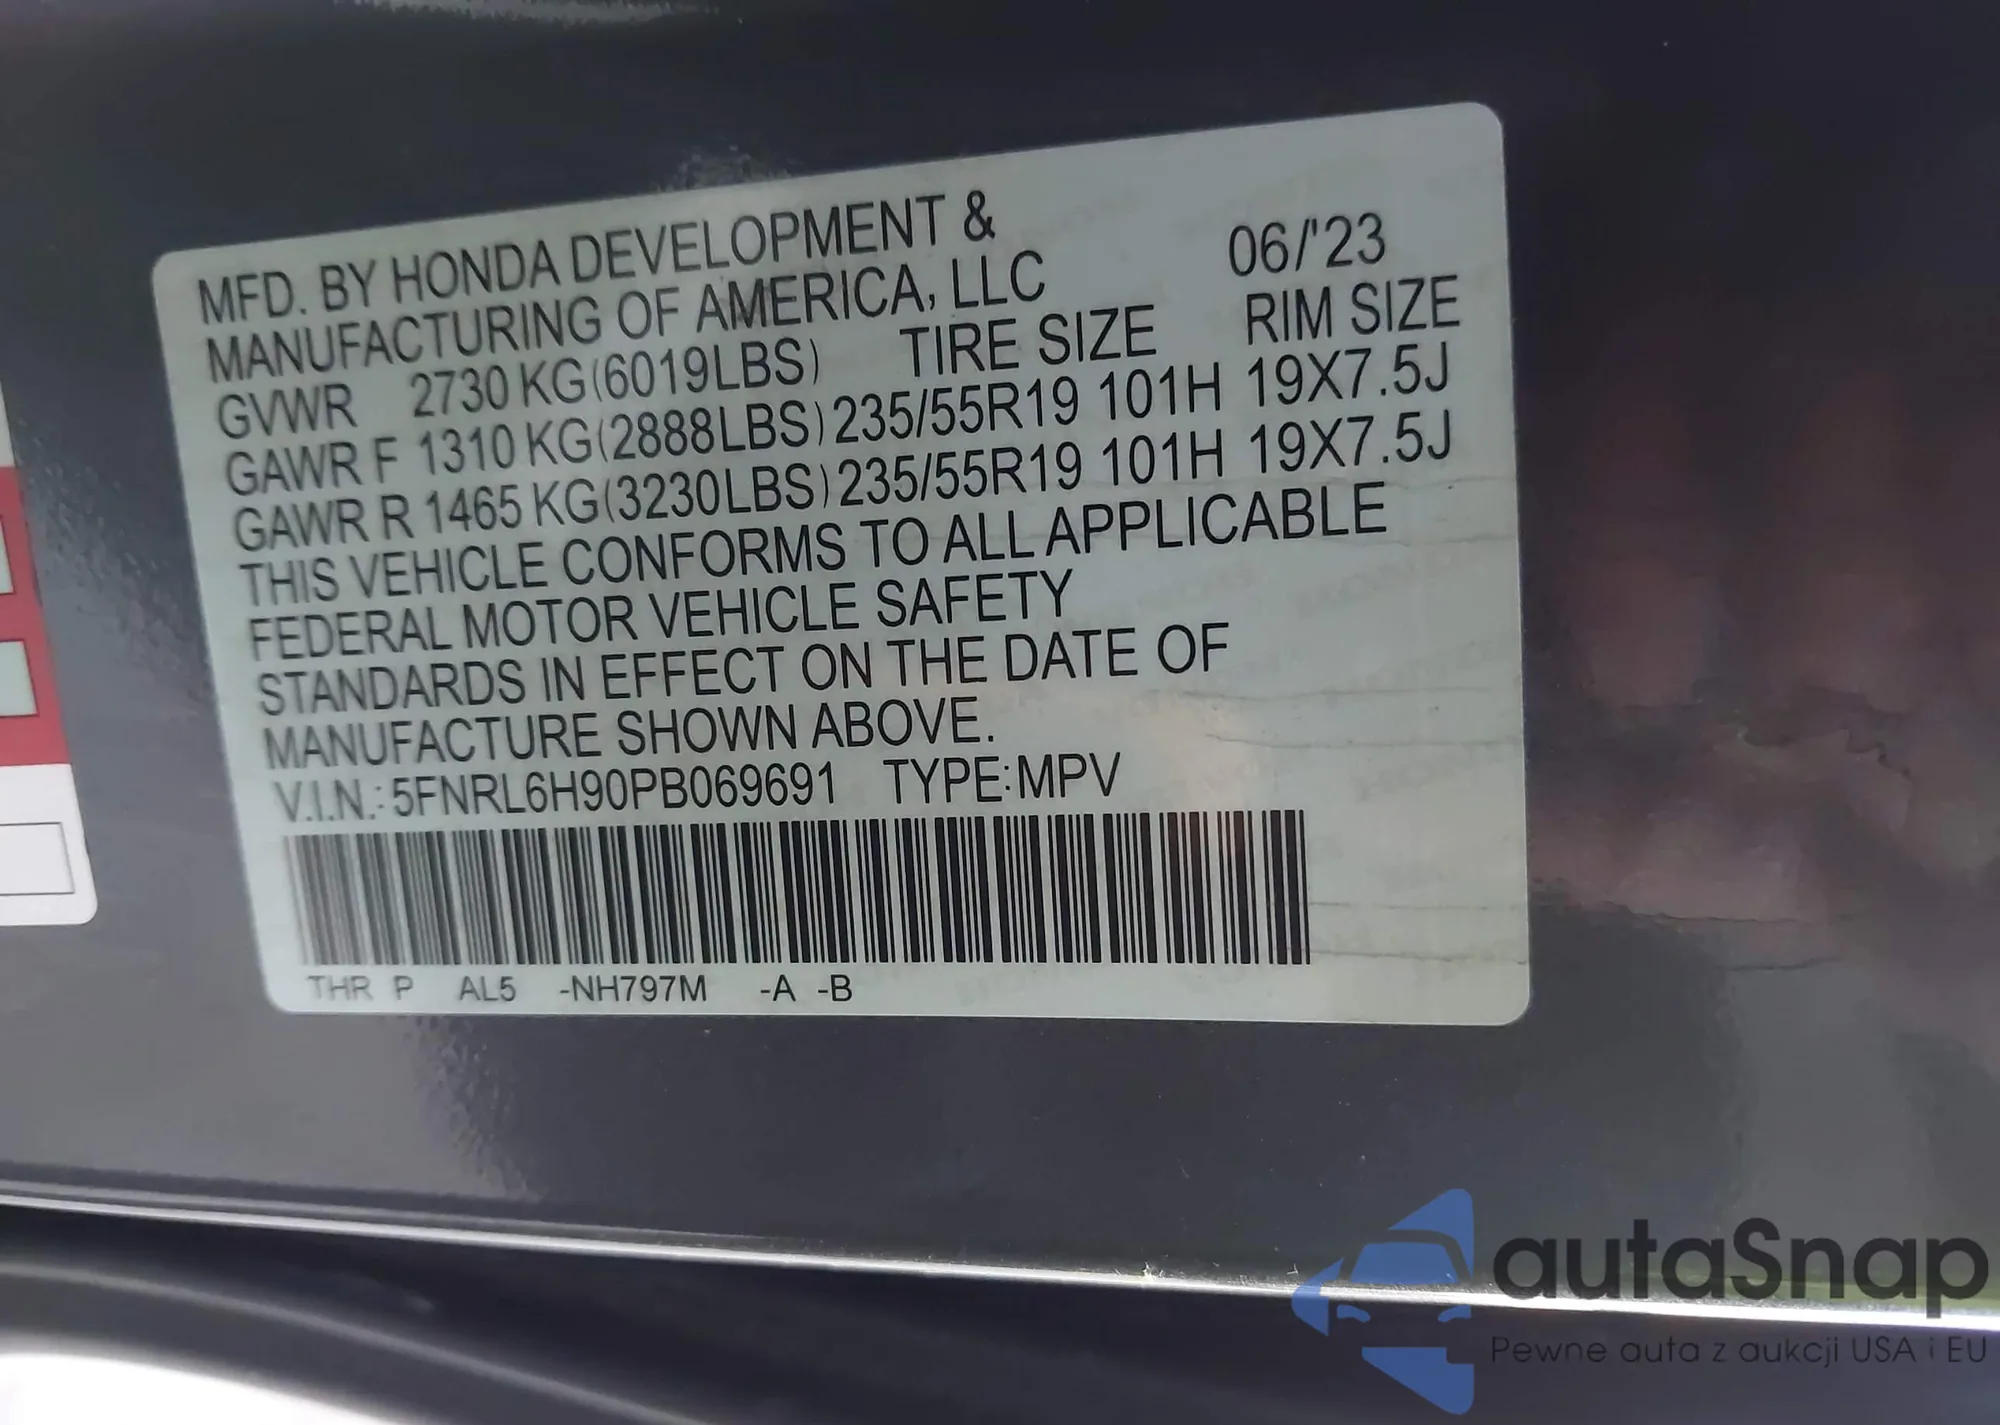 MFD. BY HONDA DEVELOPMENT &
MANUFACTURING OF AMERICA, LLC 06/'23
GVWR 2730 KG(6019LBS) TIRE SIZE RIM SIZE
GAWR F 1310 KG(2888LBS) 235/55R19 101H 19X7.5J
GAWR R 1465 KG(3230LBS) 235/55R19 101H 19X7.5J
THIS VEHICLE CONFORMS TO ALL APPLICABLE
FEDERAL MOTOR VEHICLE SAFETY
STANDARDS IN EFFECT ON THE DATE OF
MANUFACTURE SHOWN ABOVE.
V.I.N.: 5FNRL6H90PB069691 TYPE: MPV
THR P AL5 -NH797M -A -B
autaSnap
Pewne auta z aukcji USA i EU